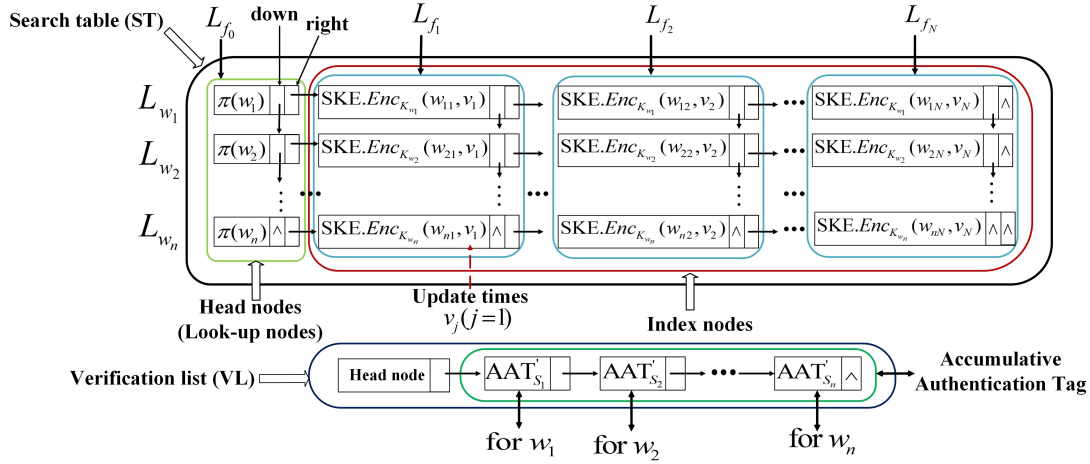 Search table (ST)
L_{f_0} down right L_{f_1} L_{f_2} L_{f_N}
L_{w_1} π(w_1) SKE.Enc_{K_{w_1}}(w_{11},v_1) SKE.Enc_{K_{w_1}}(w_{12},v_2) ••• SKE.Enc_{K_{w_1}}(w_{1N},v_N) ∧
L_{w_2} π(w_2) SKE.Enc_{K_{w_2}}(w_{21},v_1) SKE.Enc_{K_{w_2}}(w_{22},v_2) ••• SKE.Enc_{K_{w_2}}(w_{2N},v_N) ∧
⋮ ••• ⋮ ••• ⋮ ••• ⋮
L_{w_n} π(w_n) ∧ SKE.Enc_{K_{w_n}}(w_{n1},v_1) ∧ SKE.Enc_{K_{w_n}}(w_{n2},v_2) ∧ ••• SKE.Enc_{K_{w_n}}(w_{nN},v_N) ∧ ∧
Head nodes
(Look-up nodes)
Update times
v_j(j=1)
Index nodes
Verification list (VL)
Head node AAT'_{S_1} AAT'_{S_2} ••• AAT'_{S_n} ∧
Accumulative
Authentication Tag
for w_1 for w_2 for w_n